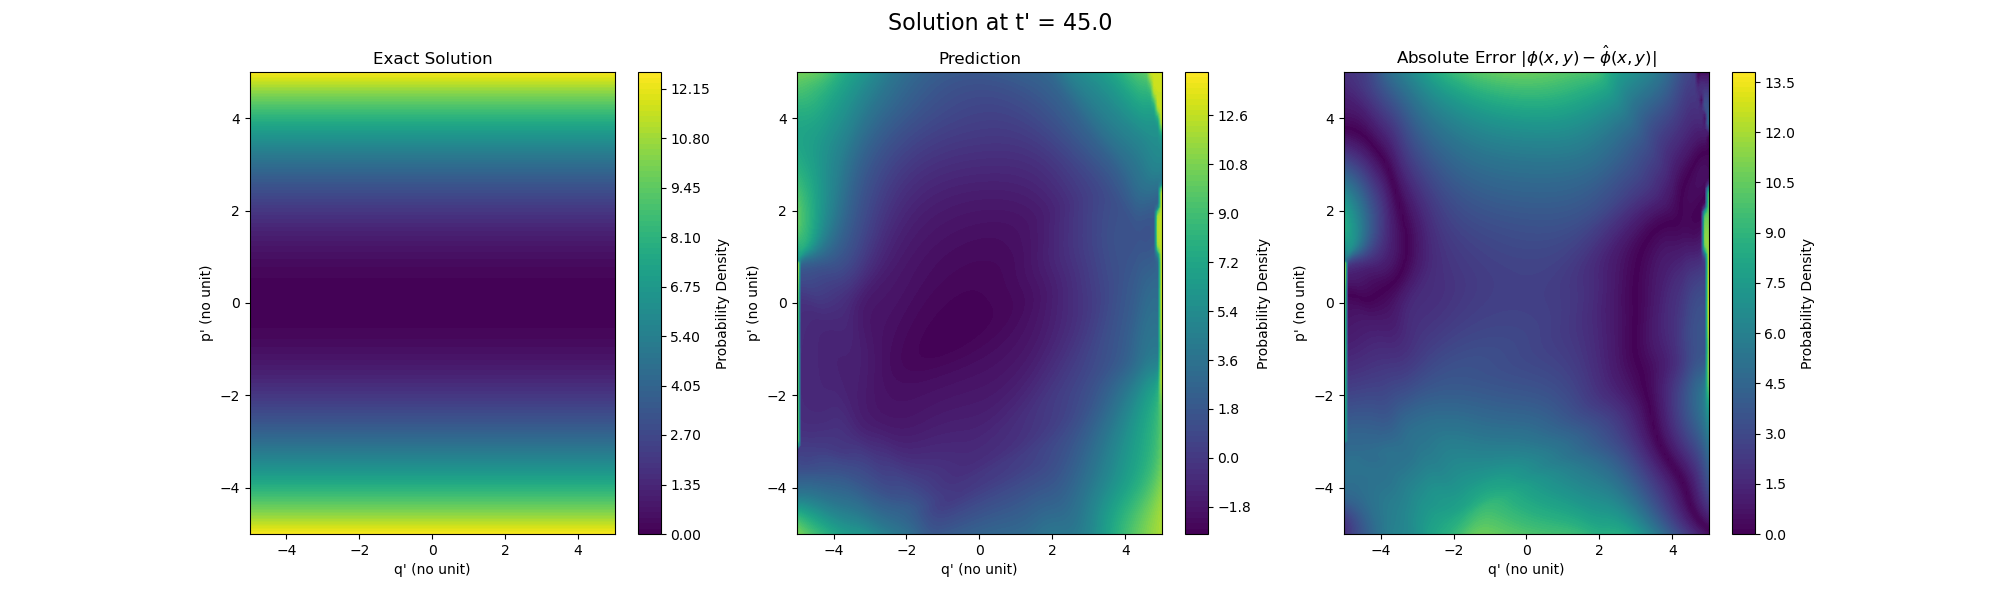 Solution at t' = 45.0
Exact Solution
4
2
0
−2
−4
p' (no unit)
−4 −2 0 2 4
q' (no unit)
12.15
10.80
9.45
8.10
6.75
5.40
4.05
2.70
1.35
0.00
Probability Density
Prediction
4
2
0
−2
−4
p' (no unit)
−4 −2 0 2 4
q' (no unit)
12.6
10.8
9.0
7.2
5.4
3.6
1.8
0.0
−1.8
Probability Density
Absolute Error |ϕ(x, y) − ϕ̂(x, y)|
4
2
0
−2
−4
p' (no unit)
−4 −2 0 2 4
q' (no unit)
13.5
12.0
10.5
9.0
7.5
6.0
4.5
3.0
1.5
0.0
Probability Density